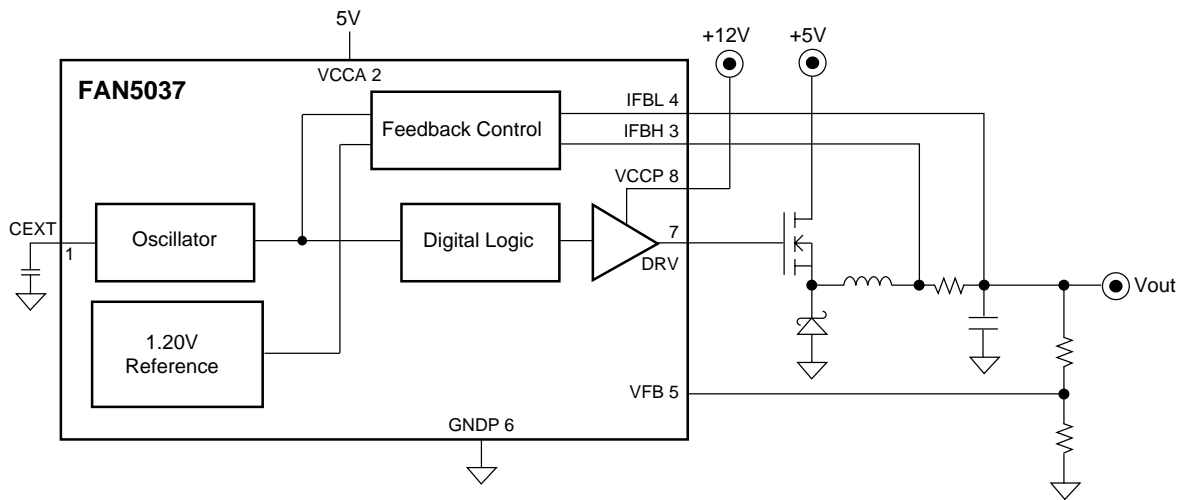 5V
+12V
+5V
VCCA 2
FAN5037
IFBL 4
Feedback Control
IFBH 3
VCCP 8
CEXT
1
Oscillator
Digital Logic
7
DRV
Vout
1.20V
Reference
VFB 5
GNDP 6